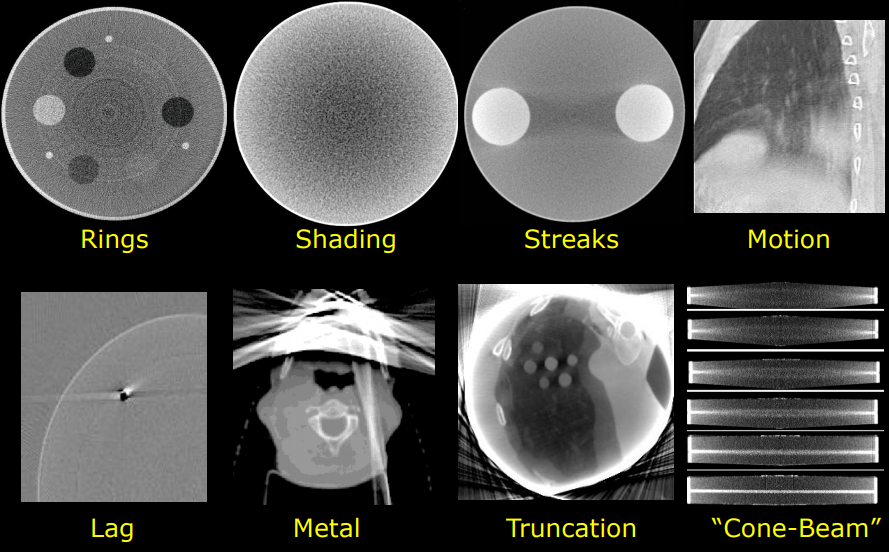 Rings
Shading
Streaks
Motion
Lag
Metal
Truncation
“Cone-Beam”